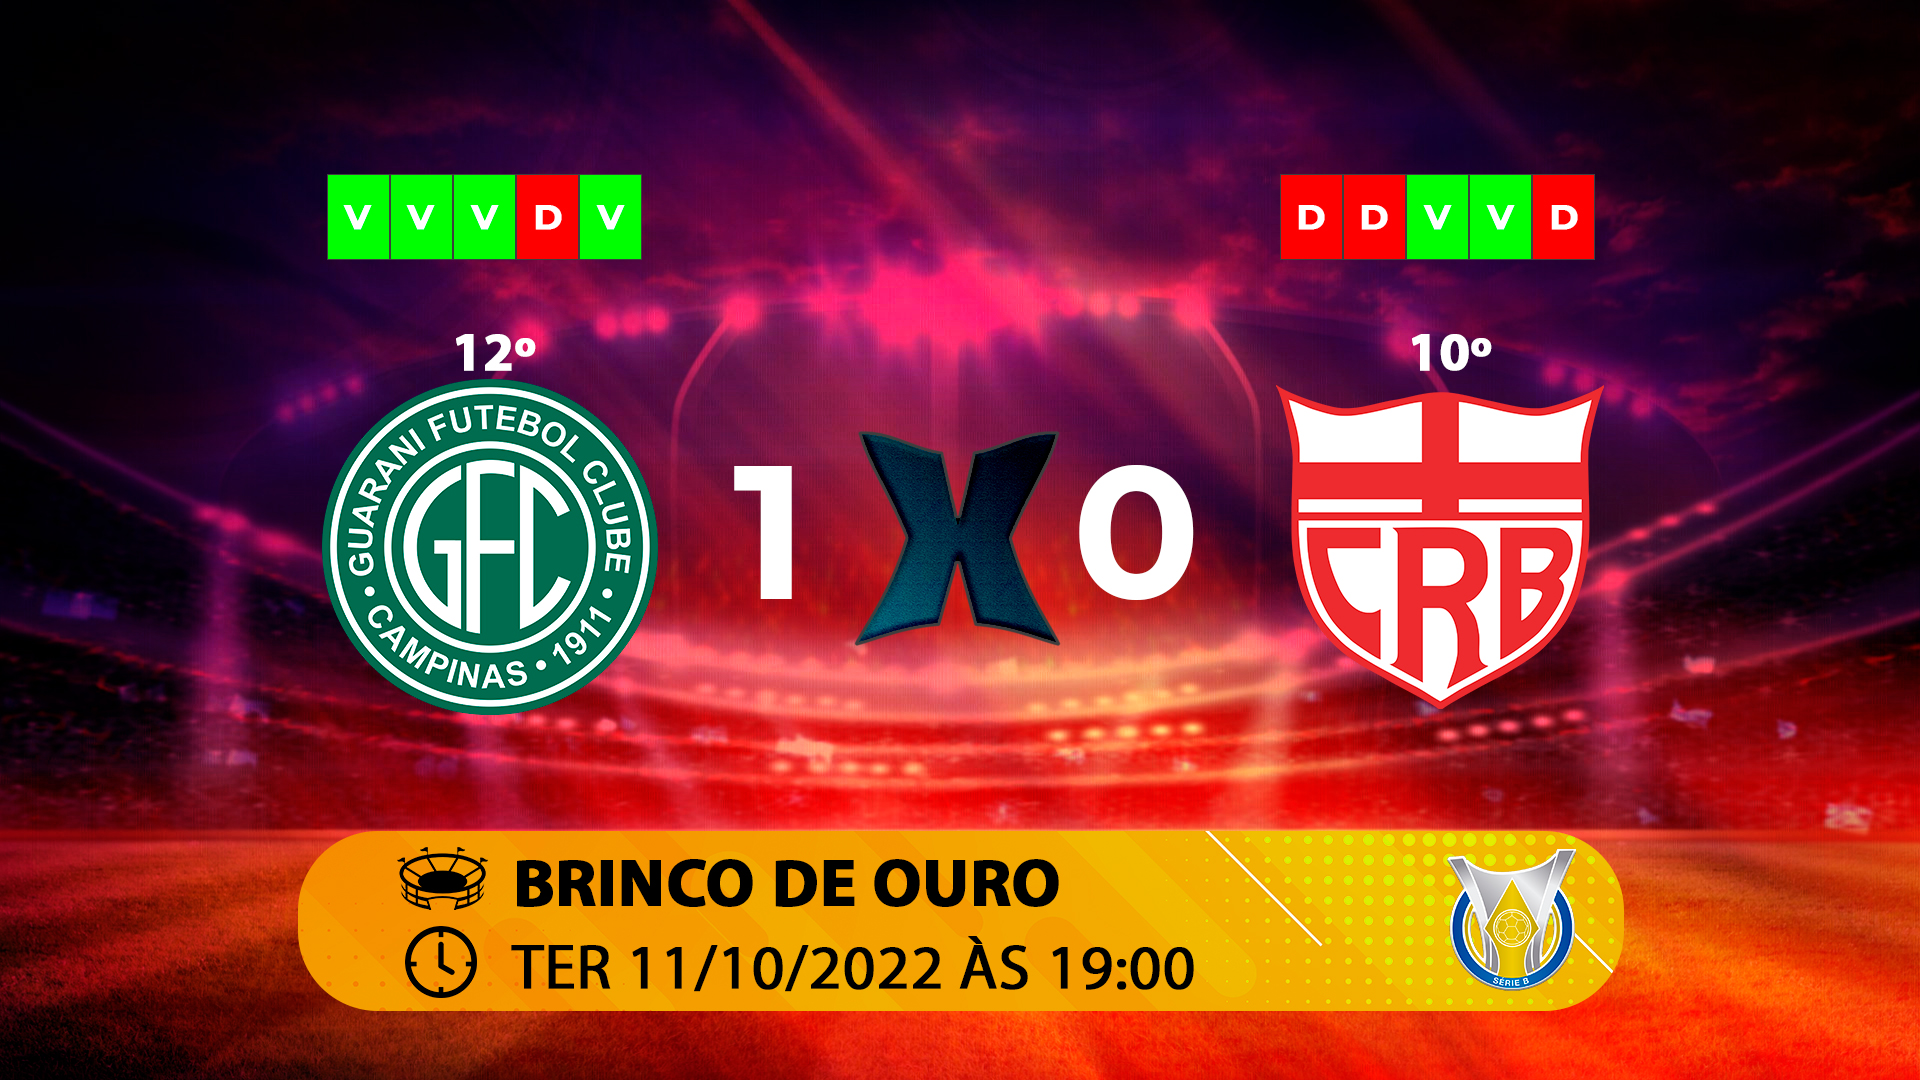 V V V D V
D D V V D
12º
10º
GUARANI FUTEBOL CLUBE
GFC
• CAMPINAS • 1911 •
1 X 0
CRB
BRINCO DE OURO
TER 11/10/2022 ÀS 19:00
SÉRIE B